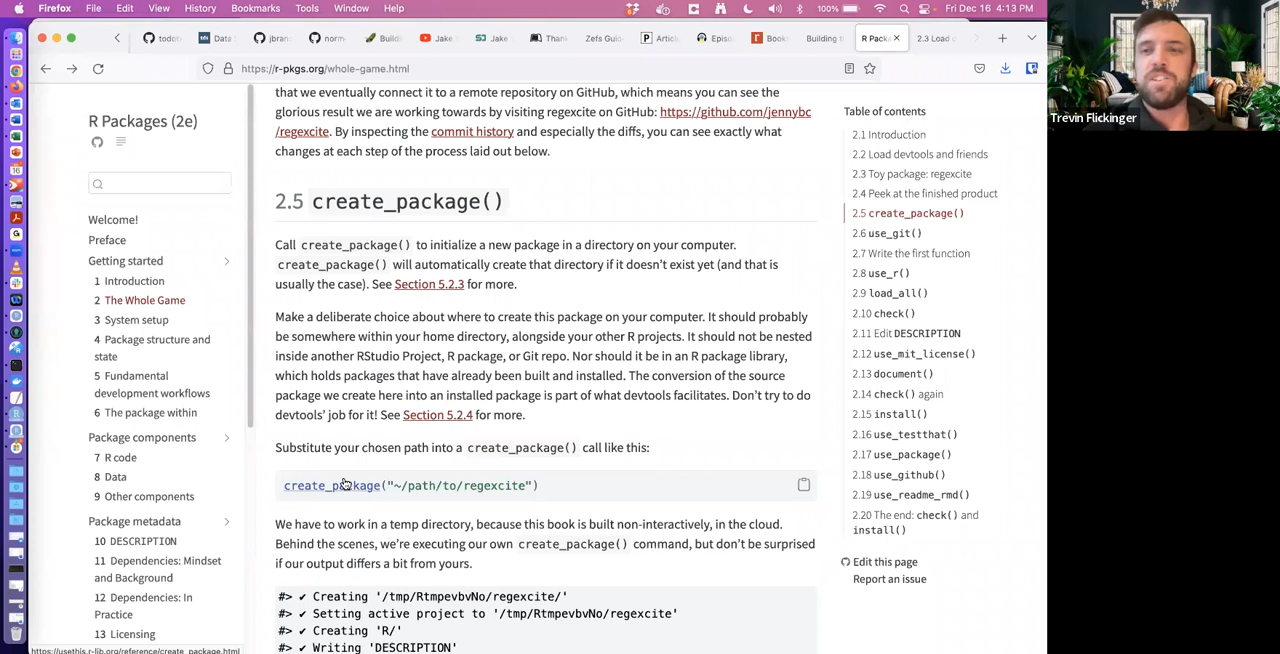 Firefox File Edit View History Bookmarks Tools Window Help 100% Fri Dec 16 4:13 PM
todot Data jbran norm- Buildi Jake Jake Thank Zefs Guid Article Episo Book Building t R Packa 2.3 Load d
https://r-pkgs.org/whole-game.html
Trevin Flickinger
R Packages (2e)
Welcome!
Preface
Getting started
1 Introduction
2 The Whole Game
3 System setup
4 Package structure and
state
5 Fundamental
development workflows
6 The package within
Package components
7 R code
8 Data
9 Other components
Package metadata
10 DESCRIPTION
11 Dependencies: Mindset
and Background
12 Dependencies: In
Practice
13 Licensing
https://usethis.r-lib.org/reference/create_package.html
that we eventually connect it to a remote repository on GitHub, which means you can see the
glorious result we are working towards by visiting regexcite on GitHub: https://github.com/jennybc
/regexcite. By inspecting the commit history and especially the diffs, you can see exactly what
changes at each step of the process laid out below.
2.5 create_package()
Call create_package() to initialize a new package in a directory on your computer.
create_package() will automatically create that directory if it doesn't exist yet (and that is
usually the case). See Section 5.2.3 for more.
Make a deliberate choice about where to create this package on your computer. It should probably
be somewhere within your home directory, alongside your other R projects. It should not be nested
inside another RStudio Project, R package, or Git repo. Nor should it be in an R package library,
which holds packages that have already been built and installed. The conversion of the source
package we create here into an installed package is part of what devtools facilitates. Don't try to do
devtools' job for it! See Section 5.2.4 for more.
Substitute your chosen path into a create_package() call like this:
create_package("~/path/to/regexcite")
We have to work in a temp directory, because this book is built non-interactively, in the cloud.
Behind the scenes, we're executing our own create_package() command, but don't be surprised
if our output differs a bit from yours.
#> ✔ Creating '/tmp/RtmpevbvNo/regexcite/'
#> ✔ Setting active project to '/tmp/RtmpevbvNo/regexcite'
#> ✔ Creating 'R/'
#> ✔ Writing 'DESCRIPTION'
Table of contents
2.1 Introduction
2.2 Load devtools and friends
2.3 Toy package: regexcite
2.4 Peek at the finished product
2.5 create_package()
2.6 use_git()
2.7 Write the first function
2.8 use_r()
2.9 load_all()
2.10 check()
2.11 Edit DESCRIPTION
2.12 use_mit_license()
2.13 document()
2.14 check() again
2.15 install()
2.16 use_testthat()
2.17 use_package()
2.18 use_github()
2.19 use_readme_rmd()
2.20 The end: check() and
install()
Edit this page
Report an issue